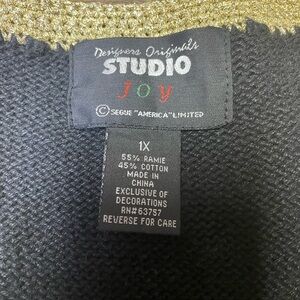 Designers Originals
STUDIO
JOY
© SEGUE "AMERICA" LIMITED
1X
55% RAMIE
45% COTTON
MADE IN
CHINA
EXCLUSIVE OF
DECORATIONS
RN#63757
REVERSE FOR CARE